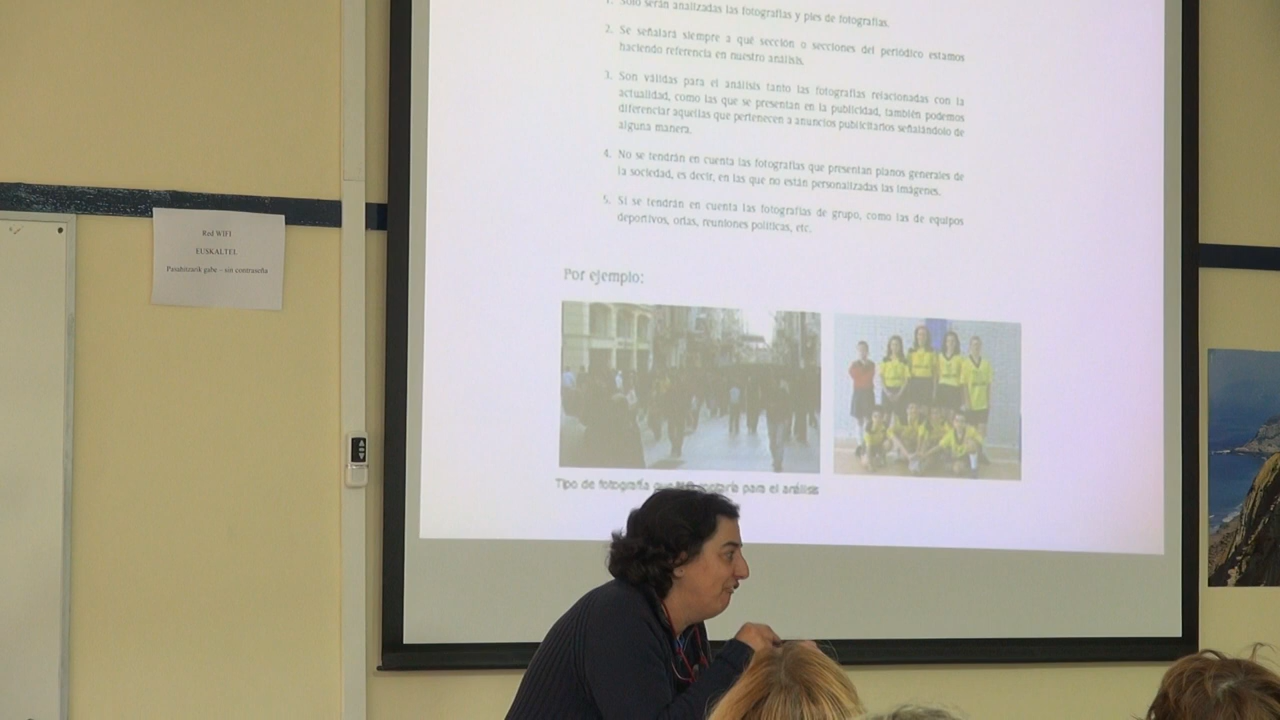 1. Sólo serán analizadas las fotografías y pies de fotografías.
2. Se señalará siempre a qué sección o secciones del periódico estamos
haciendo referencia en nuestro análisis.
3. Son válidas para el análisis tanto las fotografías relacionadas con la
actualidad, como las que se presentan en la publicidad, también podemos
diferenciar aquellas que pertenecen a anuncios publicitarios señalándolo de
alguna manera.
4. No se tendrán en cuenta las fotografías que presentan planos generales de
la sociedad, es decir, en las que no están personalizadas las imágenes.
5. Sí se tendrán en cuenta las fotografías de grupo, como las de equipos
deportivos, orlas, reuniones políticas, etc.
Por ejemplo:
Tipo de fotografía que para el análisis
Red WIFI
EUSKALTEL
Pasahitzarik gabe – sin contraseña